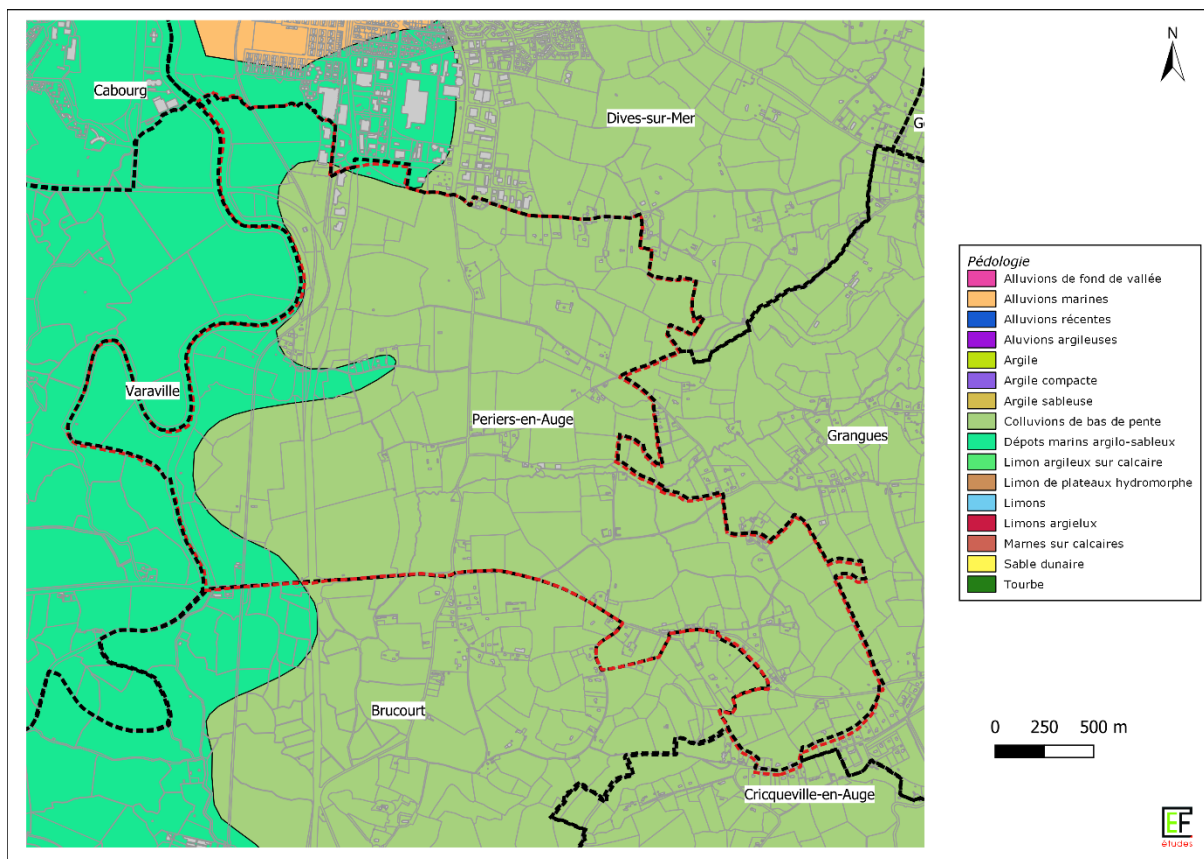 N
Cabourg
Dives-sur-Mer
Varaville
Periers-en-Auge
Grangues
Brucourt
Cricqueville-en-Auge
Pédologie
Alluvions de fond de vallée
Alluvions marines
Alluvions récentes
Aluvions argileuses
Argile
Argile compacte
Argile sableuse
Colluvions de bas de pente
Dépots marins argilo-sableux
Limon argileux sur calcaire
Limon de plateaux hydromorphe
Limons
Limons argielux
Marnes sur calcaires
Sable dunaire
Tourbe
0 250 500 m
EF
études